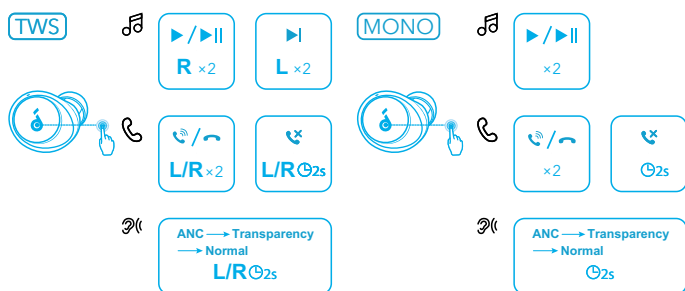 TWS
MONO
R ×2
L ×2
×2
L/R×2
L/R 2s
×2
2s
ANC → Transparency
→ Normal
L/R 2s
ANC → Transparency
→ Normal
2s